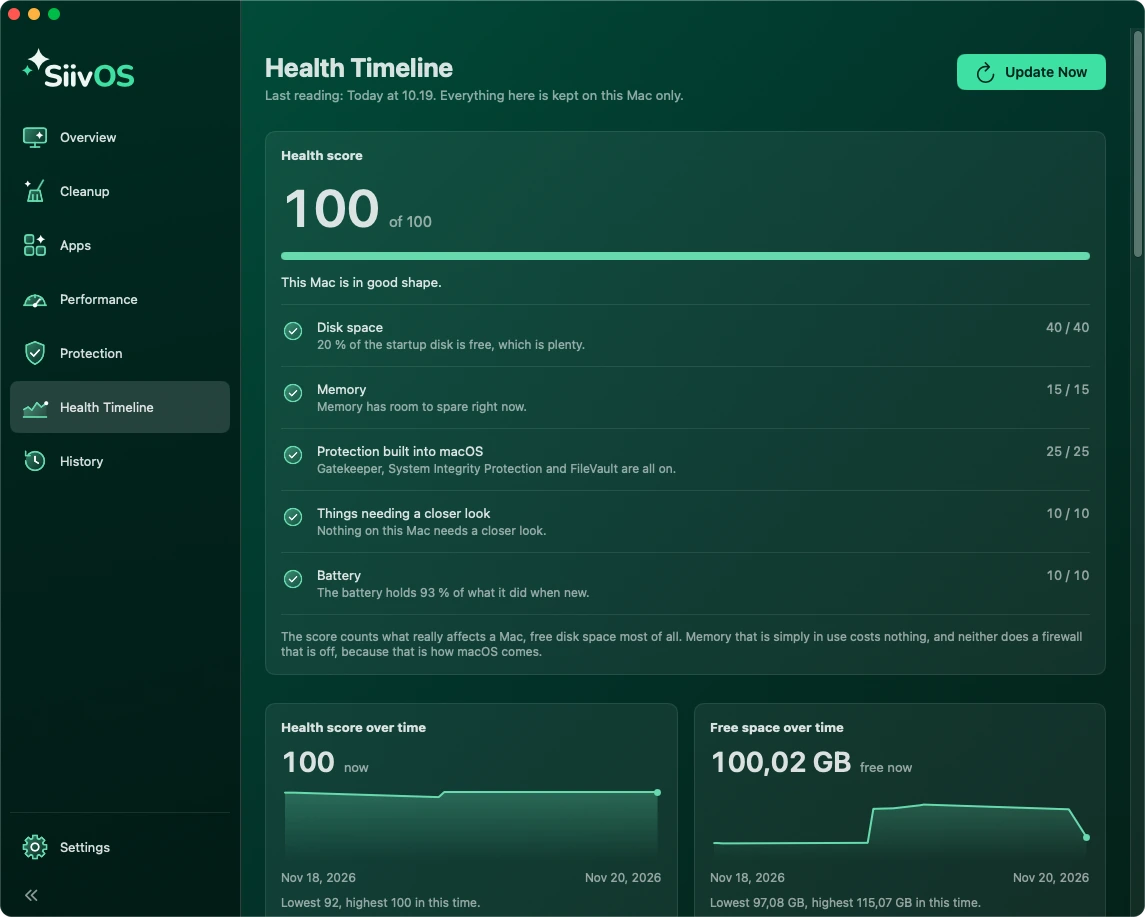 SiivOS
Overview
Cleanup
Apps
Performance
Protection
Health Timeline
History
Settings
Health Timeline
Last reading: Today at 10.19. Everything here is kept on this Mac only.
Update Now
Health score
100 of 100
This Mac is in good shape.
Disk space
40 / 40
20 % of the startup disk is free, which is plenty.
Memory
15 / 15
Memory has room to spare right now.
Protection built into macOS
25 / 25
Gatekeeper, System Integrity Protection and FileVault are all on.
Things needing a closer look
10 / 10
Nothing on this Mac needs a closer look.
Battery
10 / 10
The battery holds 93 % of what it did when new.
The score counts what really affects a Mac, free disk space most of all. Memory that is simply in use costs nothing, and neither does a firewall
that is off, because that is how macOS comes.
Health score over time
100 now
Nov 18, 2026
Nov 20, 2026
Lowest 92, highest 100 in this time.
Free space over time
100,02 GB free now
Nov 18, 2026
Nov 20, 2026
Lowest 97,08 GB, highest 115,07 GB in this time.